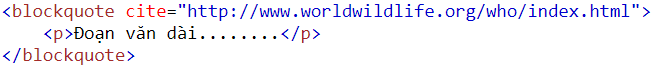 <blockquote cite="http://www.worldwildlife.org/who/index.html">
<p>Đoạn văn dài........</p>
</blockquote>